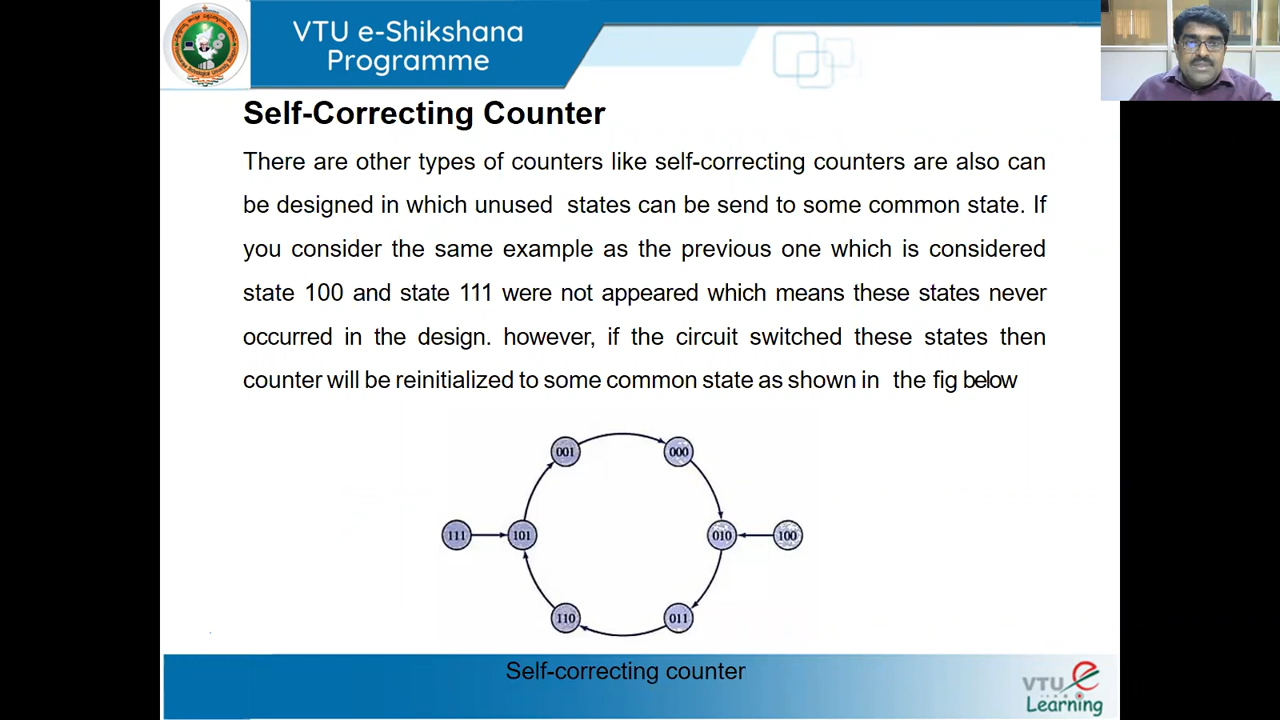 VTU e-Shikshana
Programme
Self-Correcting Counter
There are other types of counters like self-correcting counters are also can
be designed in which unused states can be send to some common state. If
you consider the same example as the previous one which is considered
state 100 and state 111 were not appeared which means these states never
occurred in the design. however, if the circuit switched these states then
counter will be reinitialized to some common state as shown in the fig below
001 000
111 101 010 100
110 011
Self-correcting counter
VTU e
Learning